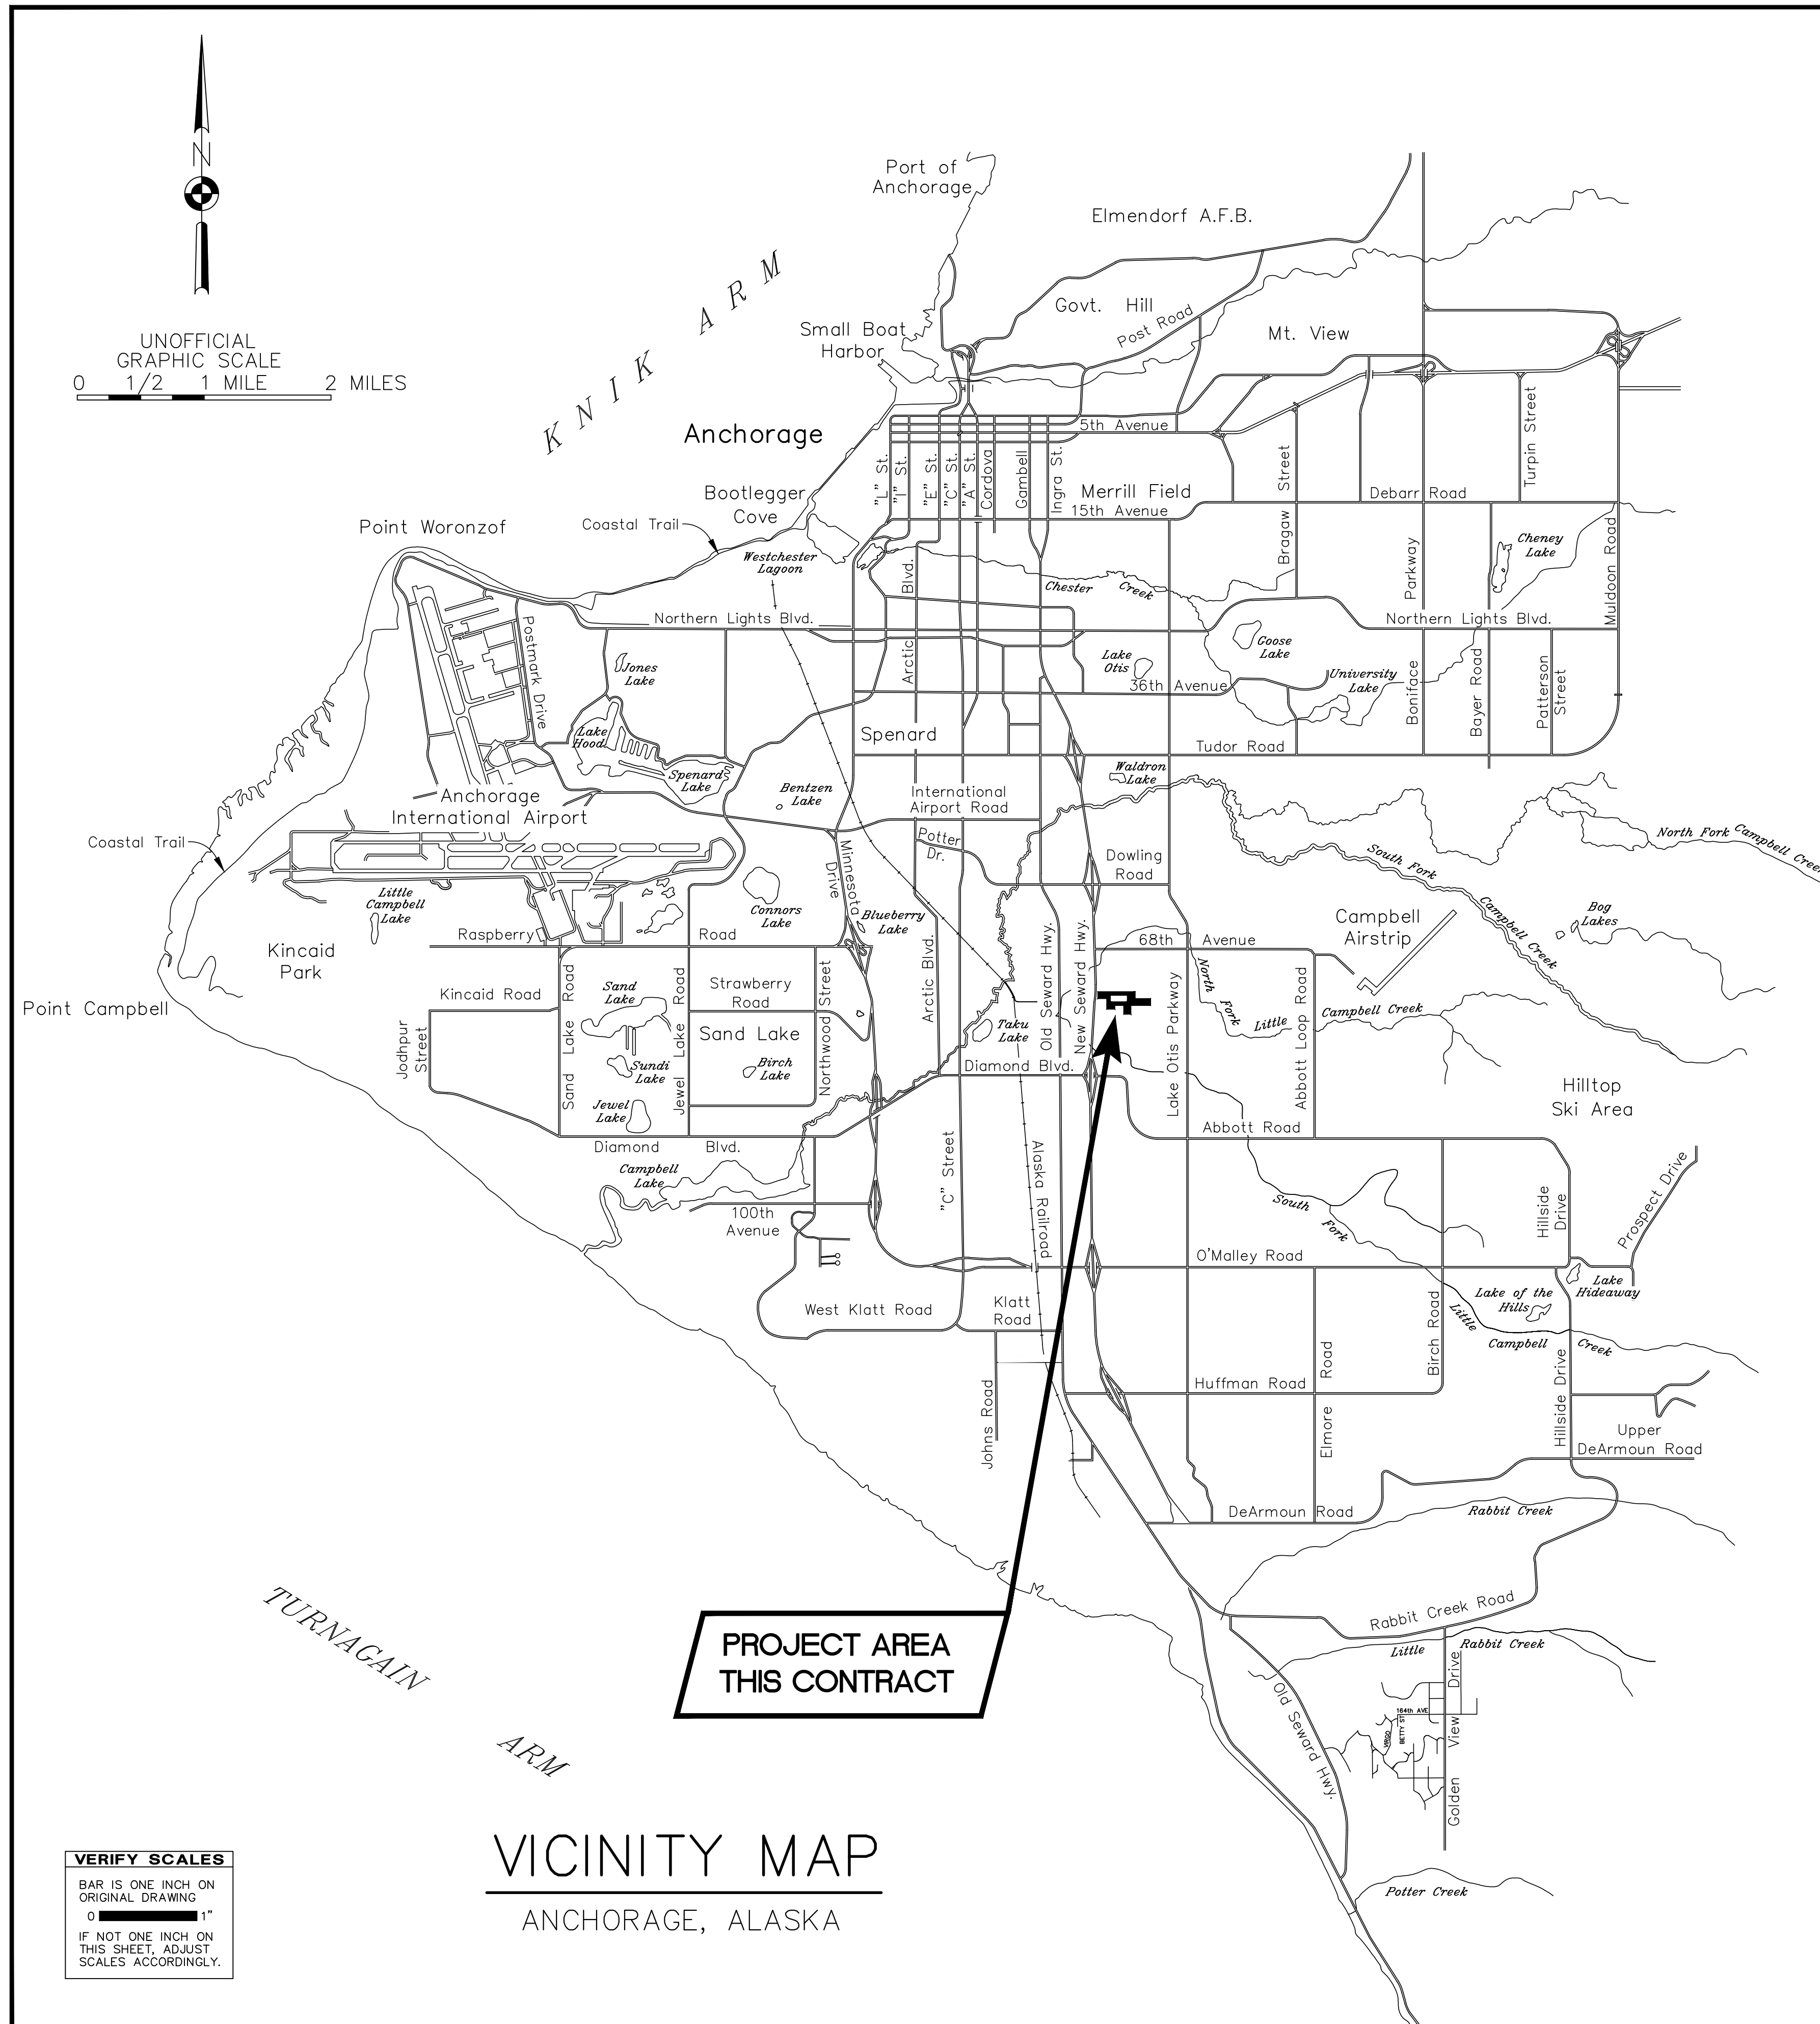 N
UNOFFICIAL
GRAPHIC SCALE
0 1/2 1 MILE 2 MILES
KNIK ARM
Port of
Anchorage
Elmendorf A.F.B.
Govt. Hill
Post Road
Mt. View
Small Boat
Harbor
Anchorage
5th Avenue
"L" St.
"I" St.
"E" St.
"C" St.
"A" St.
Cordova
Gambell
Ingra St.
Merrill Field
15th Avenue
Bragaw Street
Debarr Road
Turpin Street
Bootlegger
Cove
Coastal Trail
Point Woronzof
Westchester
Lagoon
Chester Creek
Cheney
Lake
Muldoon Road
Boniface Parkway
Northern Lights Blvd.
Northern Lights Blvd.
Postmark Drive
Jones
Lake
Arctic Blvd.
Lake
Otis
Goose
Lake
36th Avenue
University
Lake
Bayer Road
Patterson
Street
Lake
Hood
Spenard
Lake
Spenard
Tudor Road
Waldron
Lake
Bentzen
Lake
International
Airport Road
Anchorage
International Airport
Coastal Trail
Potter
Dr.
Minnesota
Drive
Dowling
Road
North Fork Campbell Creek
South Fork
Campbell Creek
Little
Campbell
Lake
Connors
Lake
Blueberry
Lake
Campbell
Airstrip
Bog
Lakes
Kincaid
Park
Raspberry Road
68th Avenue
Point Campbell
Kincaid Road
Sand
Lake
Strawberry
Road
Northwood Street
Arctic Blvd.
Old Seward Hwy.
New Seward Hwy.
Lake Otis Parkway
North Fork Little Campbell Creek
Abbott Loop Road
Jodhpur
Street
Sand Lake Road
Jewel Lake Road
Sand Lake
Sundi
Lake
Birch
Lake
Taku
Lake
Diamond Blvd.
Jewel
Lake
Hilltop
Ski Area
Abbott Road
Diamond Blvd.
Campbell
Lake
100th
Avenue
"C" Street
Alaska Railroad
South Fork Little Campbell Creek
Hillside
Drive
Prospect Drive
O'Malley Road
West Klatt Road
Klatt
Road
Lake of the
Hills
Lake
Hideaway
Birch Road
Johns Road
Huffman Road
Elmore Road
Hillside Drive
Upper
DeArmoun Road
DeArmoun Road
Rabbit Creek
Rabbit Creek Road
Little Rabbit Creek
TURNAGAIN ARM
PROJECT AREA
THIS CONTRACT
Old Seward Hwy.
164th AVE
VIRGO
BETTY ST
Golden View Drive
Potter Creek
VICINITY MAP
ANCHORAGE, ALASKA
VERIFY SCALES
BAR IS ONE INCH ON
ORIGINAL DRAWING
0 1"
IF NOT ONE INCH ON
THIS SHEET, ADJUST
SCALES ACCORDINGLY.